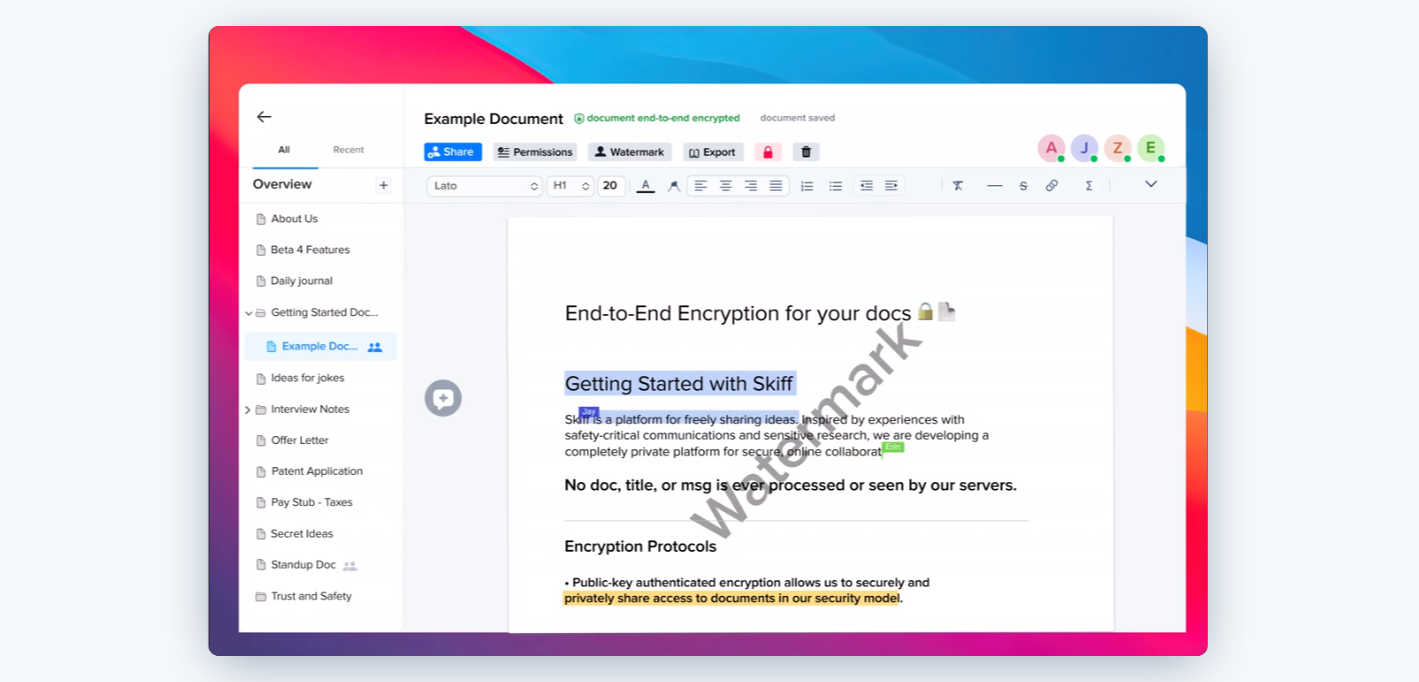 Example Document
document end-to-end encrypted
document saved
All
Recent
Share
Permissions
Watermark
Export
A
J
Z
E
Overview
+
Lato
H1
20
A
S
Σ
About Us
Beta 4 Features
Daily journal
Getting Started Doc...
Example Doc...
Ideas for jokes
Interview Notes
Offer Letter
Patent Application
Pay Stub - Taxes
Secret Ideas
Standup Doc
Trust and Safety
End-to-End Encryption for your docs 🔒📄
Getting Started with Skiff
Jay
Skiff is a platform for freely sharing ideas. Inspired by experiences with
safety-critical communications and sensitive research, we are developing a
completely private platform for secure, online collaborat
Erin
No doc, title, or msg is ever processed or seen by our servers.
Watermark
Encryption Protocols
• Public-key authenticated encryption allows us to securely and
privately share access to documents in our security model.